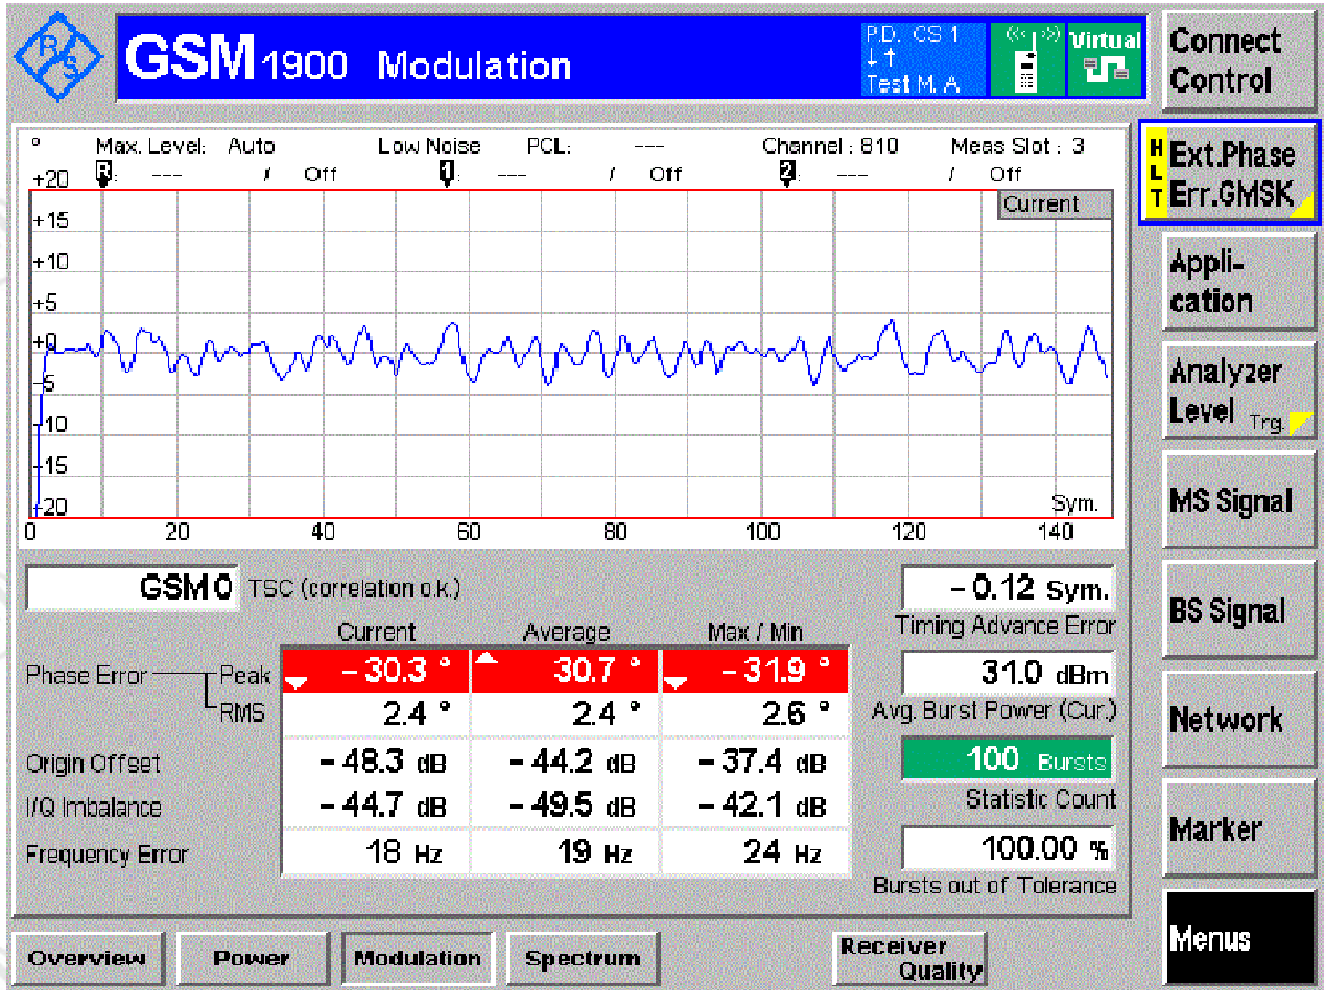 R/S
GSM 1900 Modulation
P.D. CS 1
Test M. A.
Virtual
Connect
Control
° Max. Level: Auto Low Noise PCL: --- Channel : 810 Meas Slot : 3
R: --- / Off 1: --- / Off 2: --- / Off
Current
+20
+15
+10
+5
+0
-5
-10
-15
-20
Sym.
0 20 40 60 80 100 120 140
HLT
Ext.Phase
Err.GMSK
Appli-
cation
Analyzer
Level Trg.
MS Signal
BS Signal
Network
Marker
Menus
GSM 0 TSC (correlation o.k.)
- 0.12 Sym.
Timing Advance Error
Current Average Max / Min
Phase Error Peak - 30.3 ° 30.7 ° - 31.9 °
RMS 2.4 ° 2.4 ° 2.6 °
31.0 dBm
Avg. Burst Power (Cur.)
Origin Offset - 48.3 dB - 44.2 dB - 37.4 dB
100 Bursts
Statistic Count
I/Q Imbalance - 44.7 dB - 49.5 dB - 42.1 dB
Frequency Error 18 Hz 19 Hz 24 Hz
100.00 %
Bursts out of Tolerance
Overview Power Modulation Spectrum Receiver
Quality